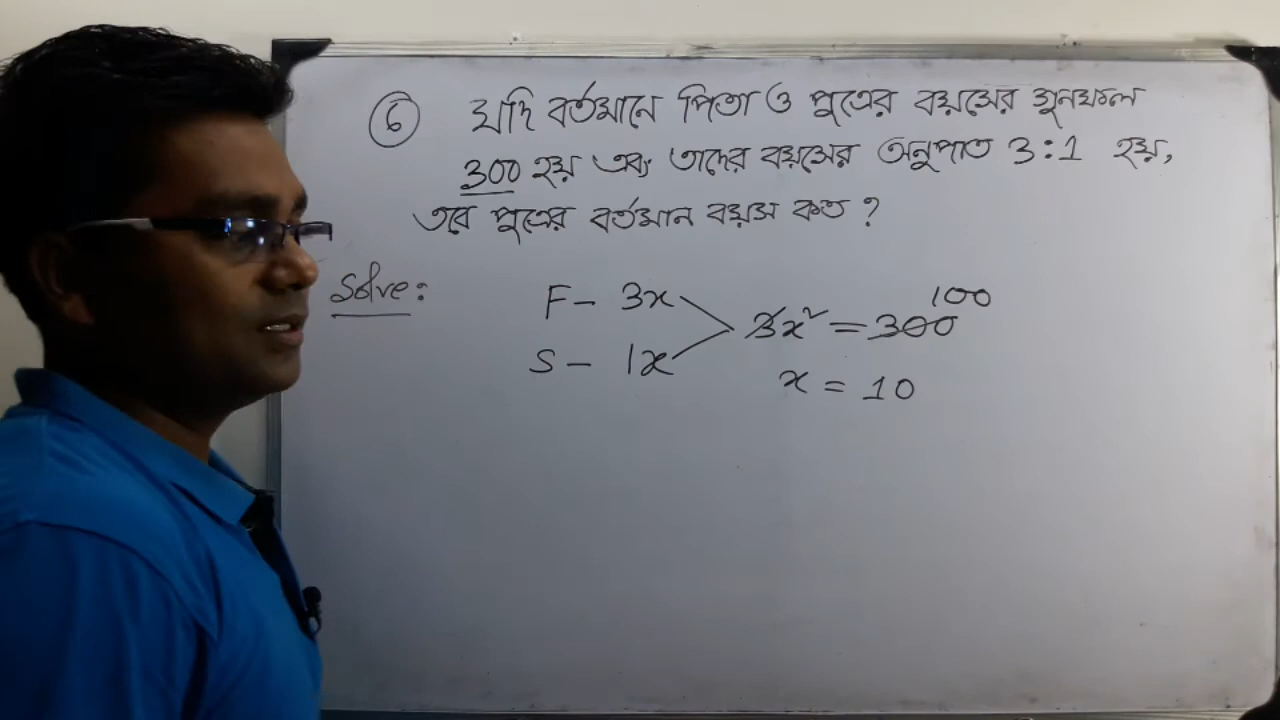 ৬ যদি বর্তমানে পিতা ও পুত্রের বয়সের গুনফল
300 হয় এবং তাদের বয়সের অনুপাত 3:1 হয়,
তবে পুত্রের বর্তমান বয়স কত ?
Solve:
F - 3x
S - 1x
3x² = 300 100
x = 10